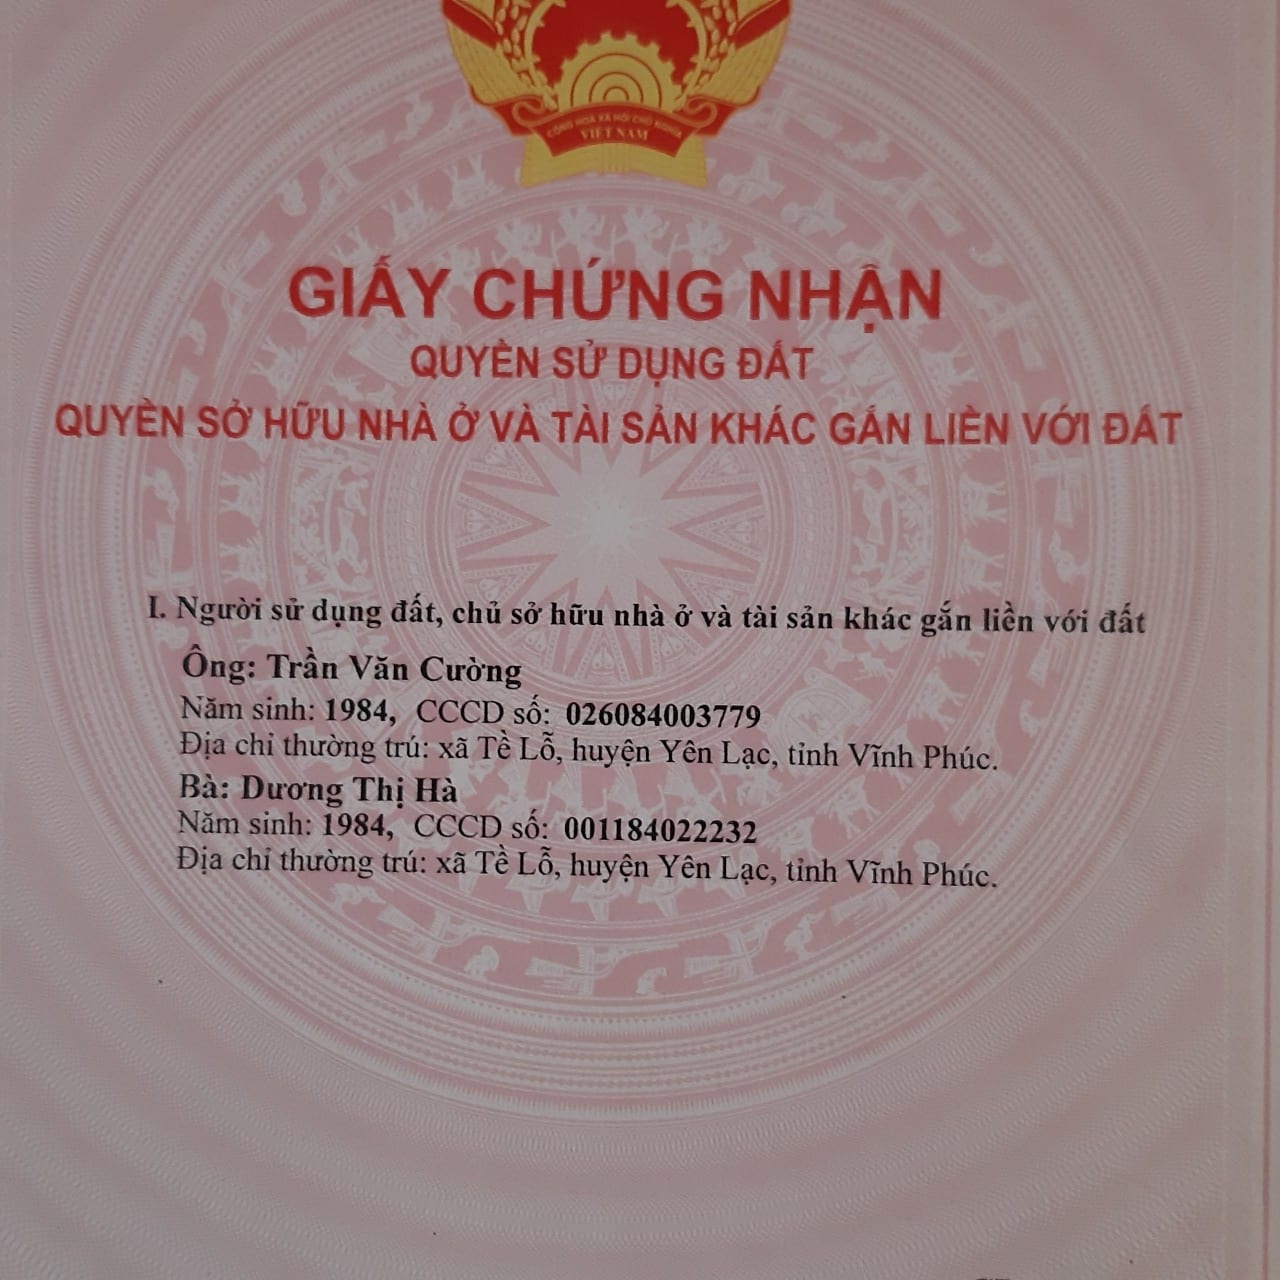 CỘNG HÒA XÃ HỘI CHỦ NGHĨA
VIỆT NAM
GIẤY CHỨNG NHẬN
QUYỀN SỬ DỤNG ĐẤT
QUYỀN SỞ HỮU NHÀ Ở VÀ TÀI SẢN KHÁC GẮN LIỀN VỚI ĐẤT
I. Người sử dụng đất, chủ sở hữu nhà ở và tài sản khác gắn liền với đất
Ông: Trần Văn Cường
Năm sinh: 1984, CCCD số: 026084003779
Địa chỉ thường trú: xã Tề Lỗ, huyện Yên Lạc, tỉnh Vĩnh Phúc.
Bà: Dương Thị Hà
Năm sinh: 1984, CCCD số: 001184022232
Địa chỉ thường trú: xã Tề Lỗ, huyện Yên Lạc, tỉnh Vĩnh Phúc.